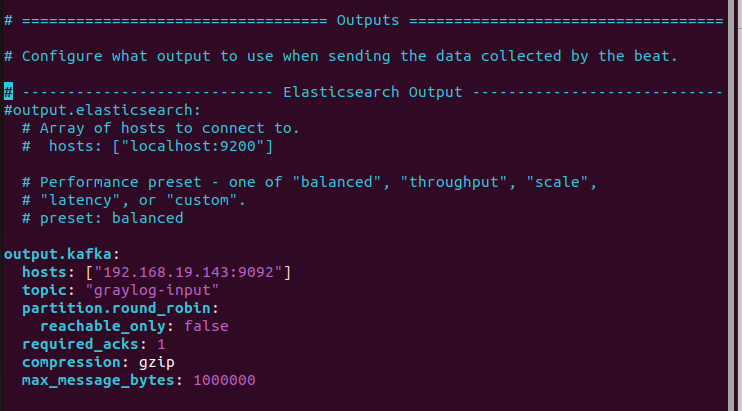 # ================================== Outputs ===================================
# Configure what output to use when sending the data collected by the beat.
# ---------------------------- Elasticsearch Output ----------------------------
#output.elasticsearch:
  # Array of hosts to connect to.
  #  hosts: ["localhost:9200"]
  # Performance preset - one of "balanced", "throughput", "scale",
  # "latency", or "custom".
  # preset: balanced
output.kafka:
  hosts: ["192.168.19.143:9092"]
  topic: "graylog-input"
  partition.round_robin:
    reachable_only: false
  required_acks: 1
  compression: gzip
  max_message_bytes: 1000000